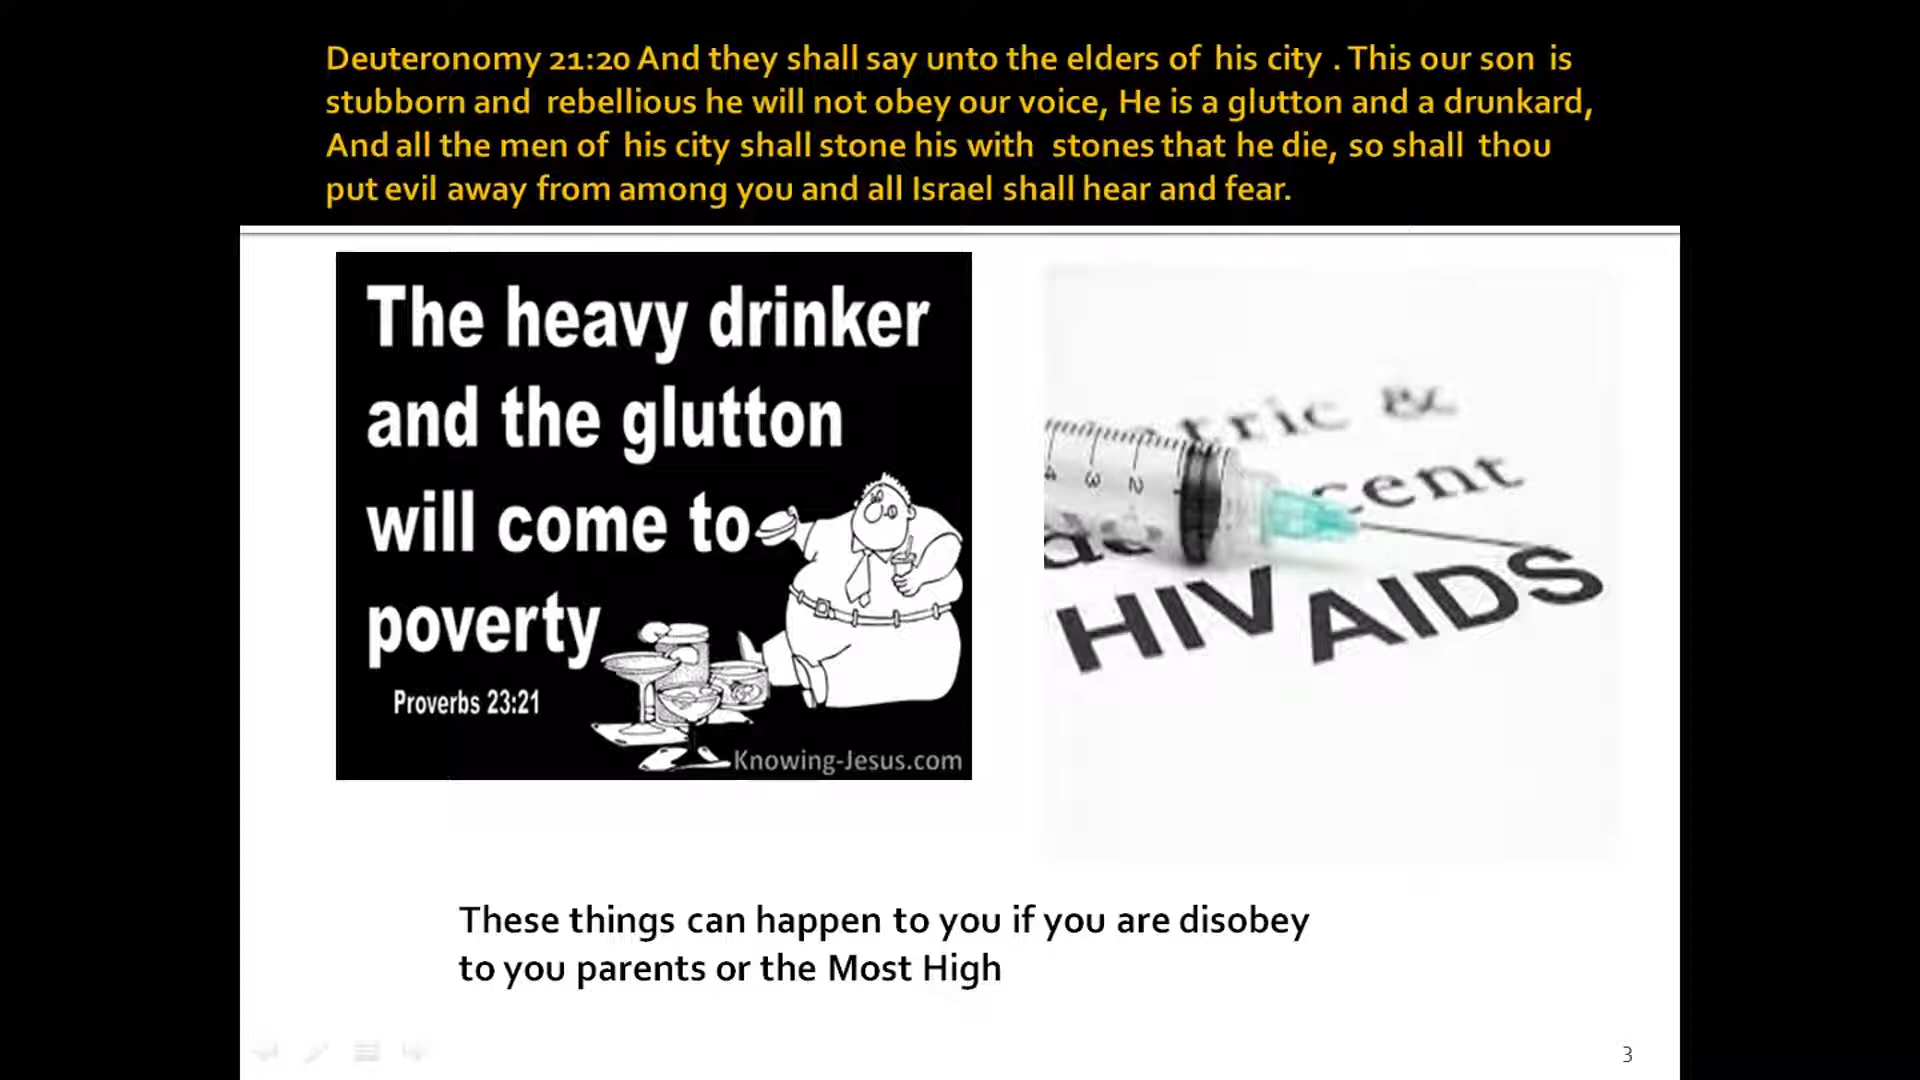 Deuteronomy 21:20 And they shall say unto the elders of his city . This our son is
stubborn and rebellious he will not obey our voice, He is a glutton and a drunkard,
And all the men of his city shall stone his with stones that he die, so shall thou
put evil away from among you and all Israel shall hear and fear.
The heavy drinker
and the glutton
will come to
poverty
Proverbs 23:21
Knowing-Jesus.com
tric &
cent
4 3 2
HIV AIDS
These things can happen to you if you are disobey
to you parents or the Most High
3